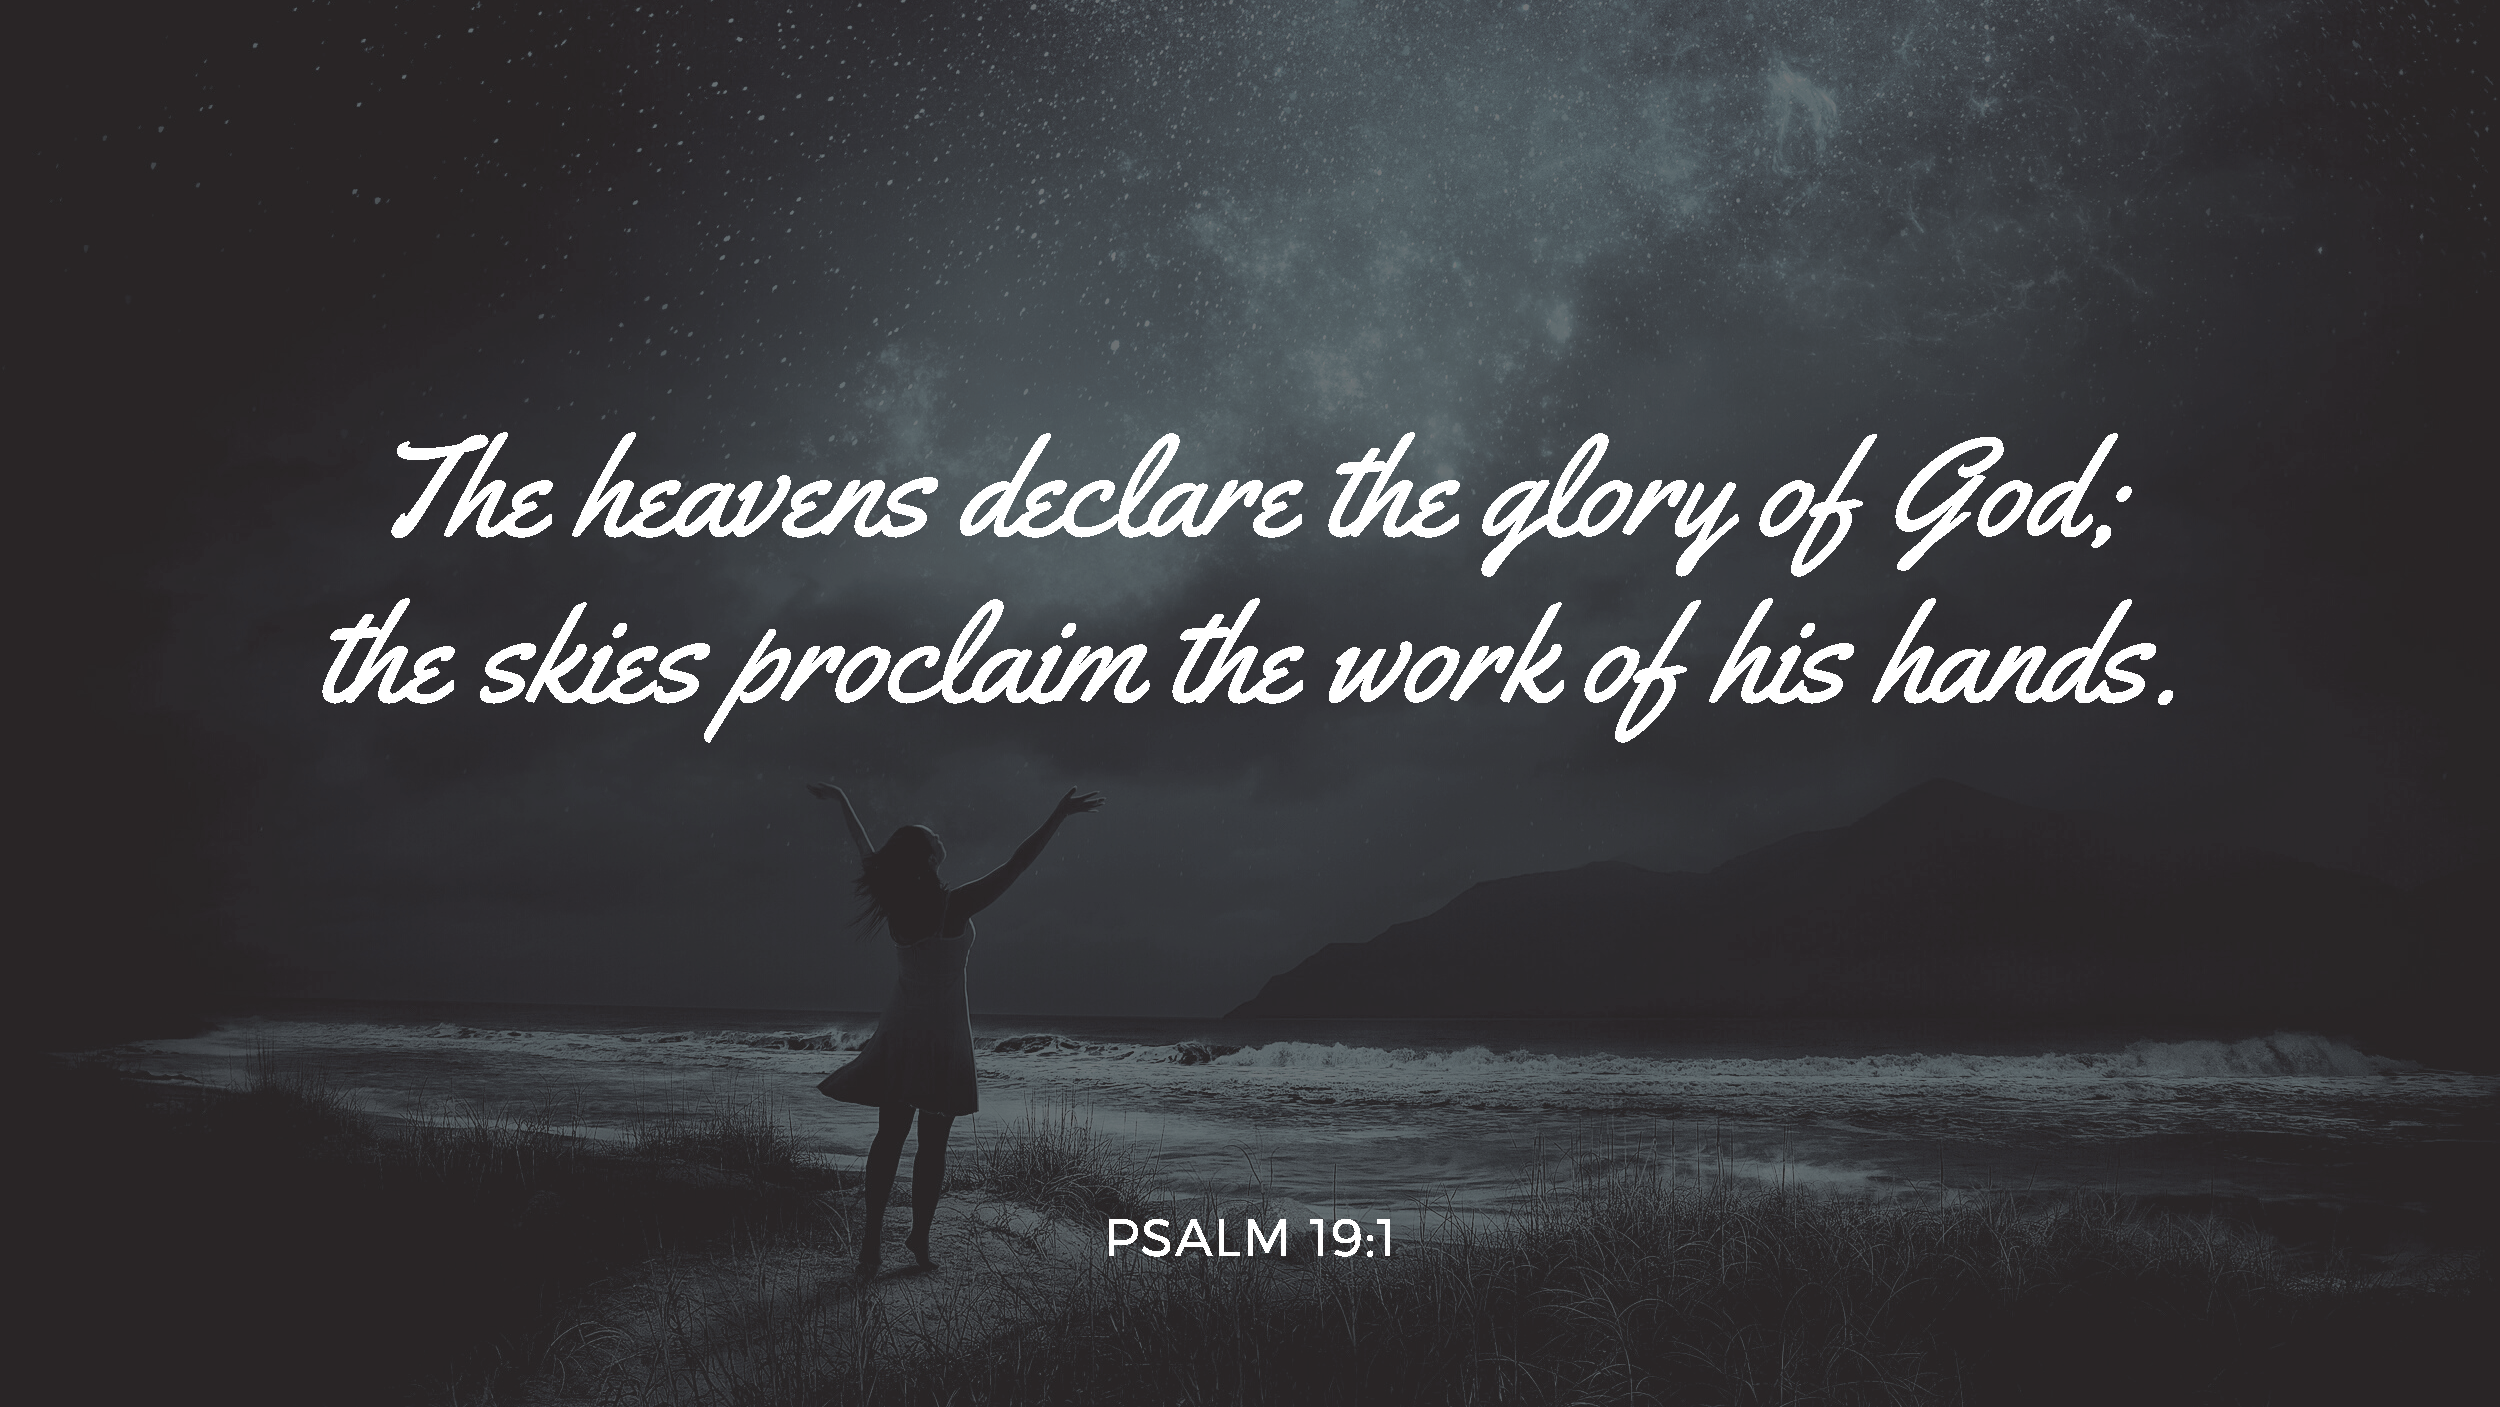 The heavens declare the glory of God;
the skies proclaim the work of his hands.
PSALM 19:1